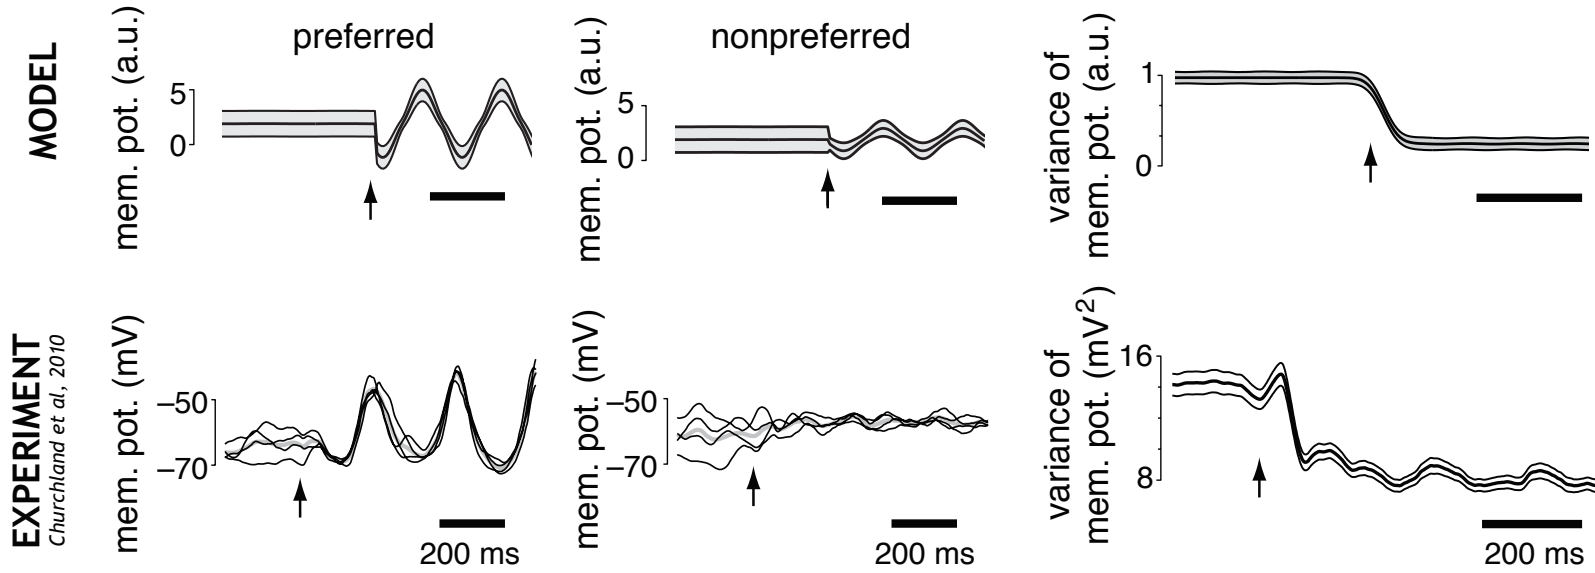 MODEL
preferred
mem. pot. (a.u.)
5
0
nonpreferred
mem. pot. (a.u.)
5
0
variance of
mem. pot. (a.u.)
1
0
EXPERIMENT
Churchland et al, 2010
mem. pot. (mV)
−50
−70
200 ms
mem. pot. (mV)
−50
−70
200 ms
variance of
mem. pot. (mV²)
16
8
200 ms